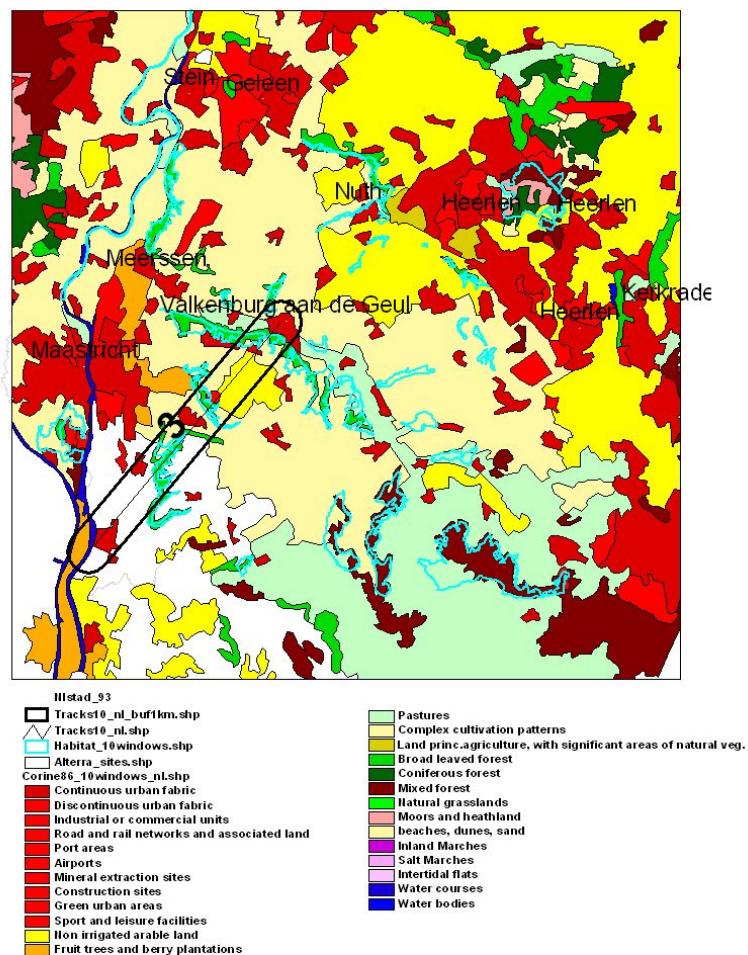 Stein
Geleen
Nuth
Heerlen
Heerlen
Meerssen
Kerkrade
Valkenburg aan de Geul
Heerlen
Maastricht
3
Nlstad_93
Tracks10_nl_buf1km.shp
Tracks10_nl.shp
Habitat_10windows.shp
Alterra_sites.shp
Corine86_10windows_nl.shp
Continuous urban fabric
Discontinuous urban fabric
Industrial or commercial units
Road and rail networks and associated land
Port areas
Airports
Mineral extraction sites
Construction sites
Green urban areas
Sport and leisure facilities
Non irrigated arable land
Fruit trees and berry plantations
Pastures
Complex cultivation patterns
Land princ.agriculture, with significant areas of natural veg.
Broad leaved forest
Coniferous forest
Mixed forest
Natural grasslands
Moors and heathland
beaches, dunes, sand
Inland Marches
Salt Marches
Intertidal flats
Water courses
Water bodies